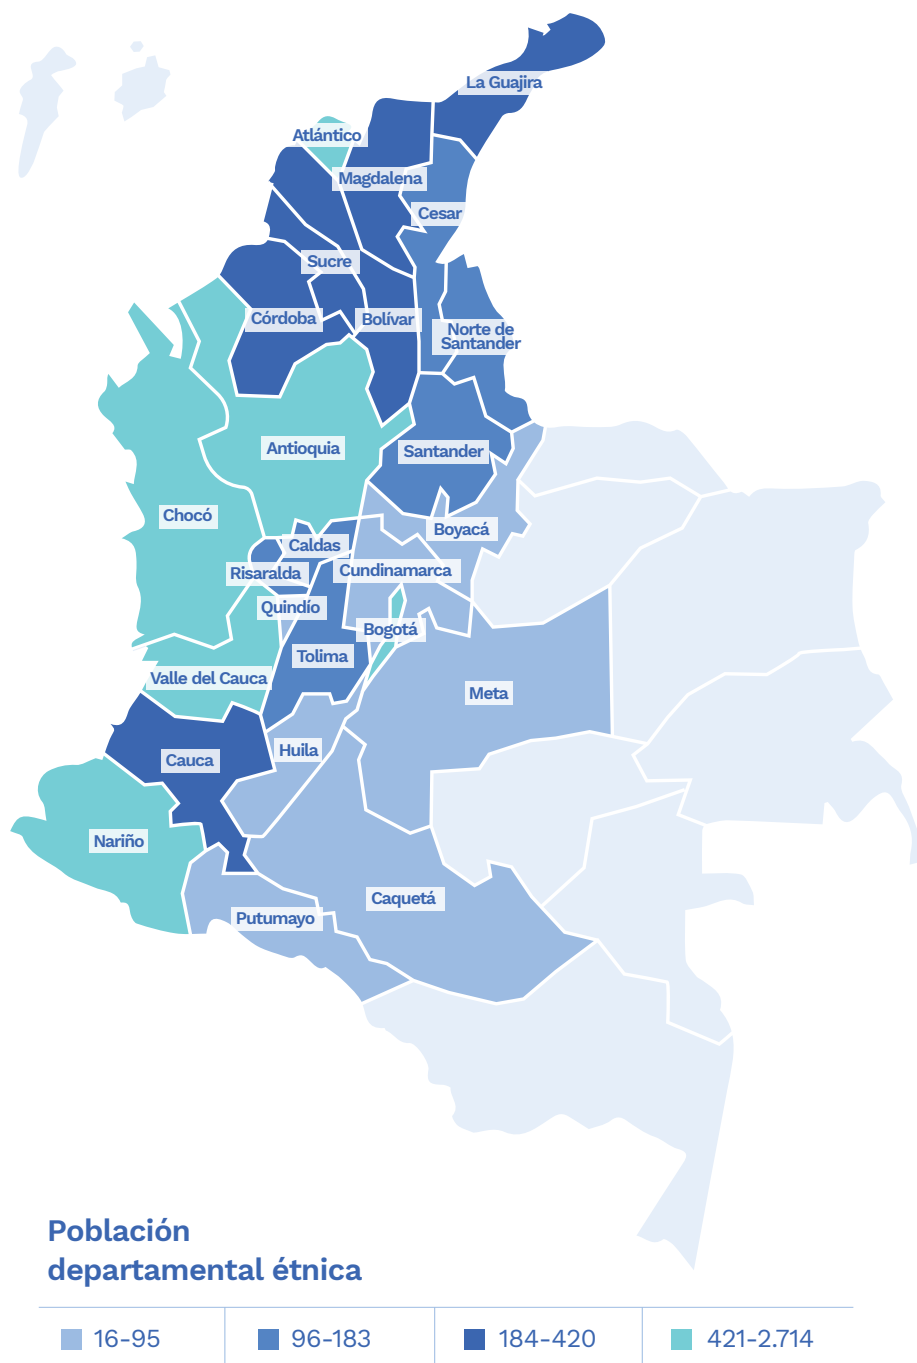 La Guajira
Atlántico
Magdalena
Cesar
Sucre
Córdoba
Bolívar
Norte de
Santander
Antioquia
Santander
Chocó
Boyacá
Caldas
Risaralda
Cundinamarca
Quindío
Bogotá
Tolima
Valle del Cauca
Meta
Huila
Cauca
Nariño
Caquetá
Putumayo
Población
departamental étnica
16-95
96-183
184-420
421-2.714